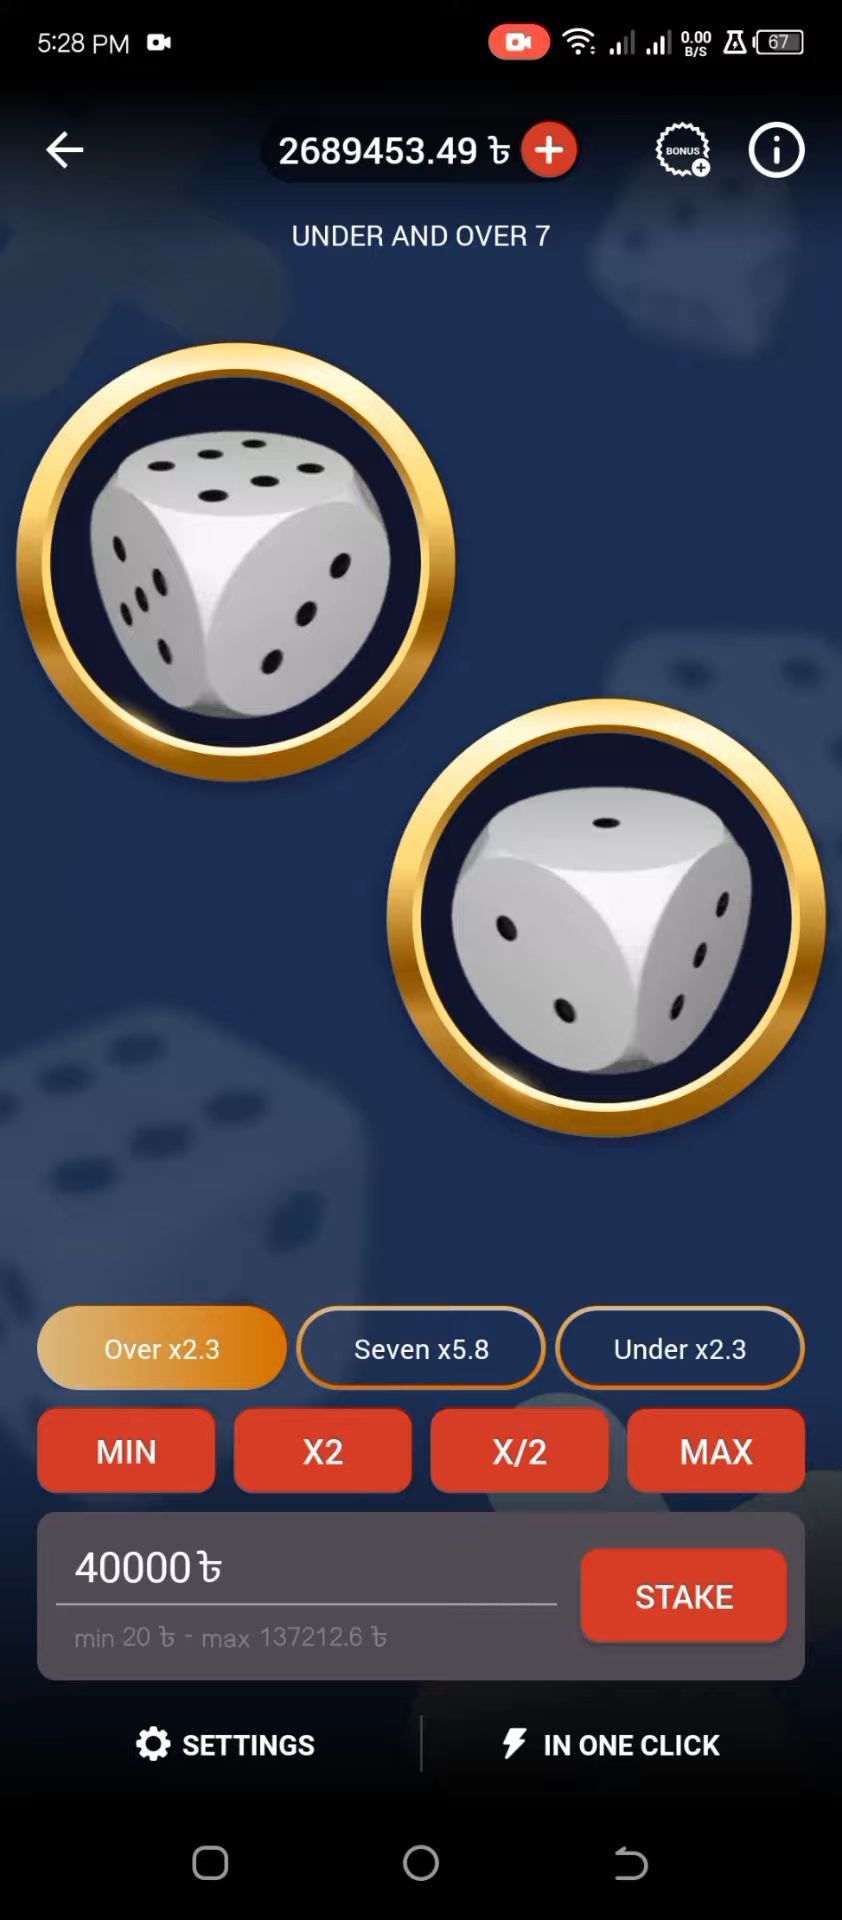 5:28 PM
0.00
B/S
67
2689453.49 ৳
BONUS
UNDER AND OVER 7
Over x2.3
Seven x5.8
Under x2.3
MIN
X2
X/2
MAX
40000 ৳
STAKE
min 20 ৳ - max 137212.6 ৳
SETTINGS
IN ONE CLICK